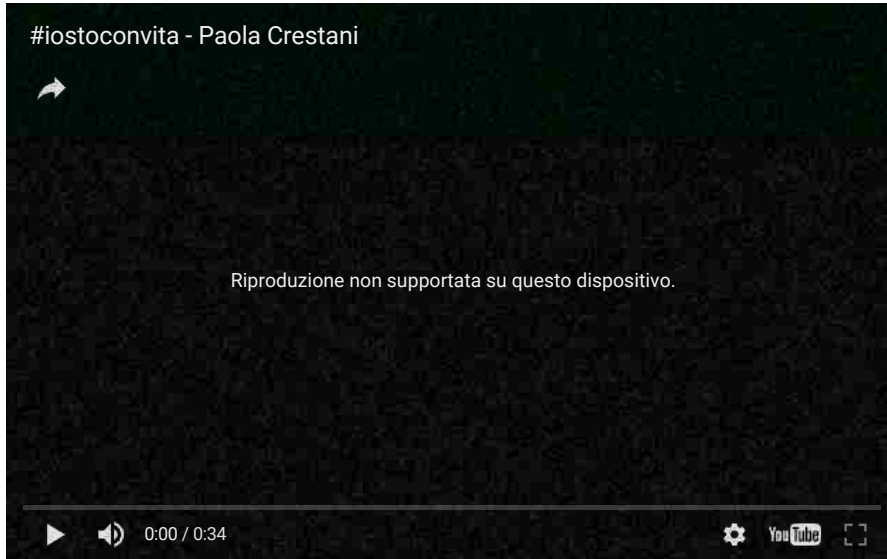 #iostoconvita - Paola Crestani
Riproduzione non supportata su questo dispositivo.
0:00 / 0:34
YouTube